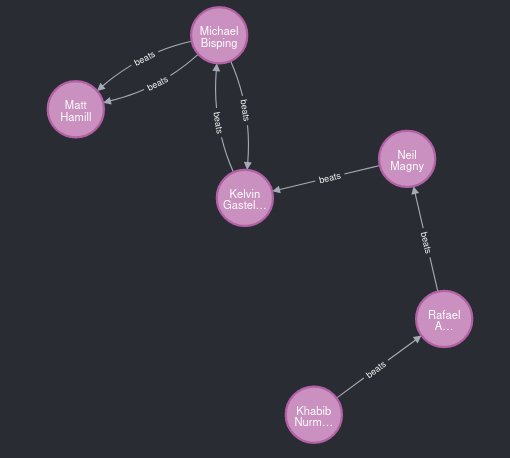 Michael
Bisping
beats
beats
Matt
Hamill
beats
beats
Neil
Magny
beats
Kelvin
Gastel...
beats
Rafael
A...
beats
Khabib
Nurm...